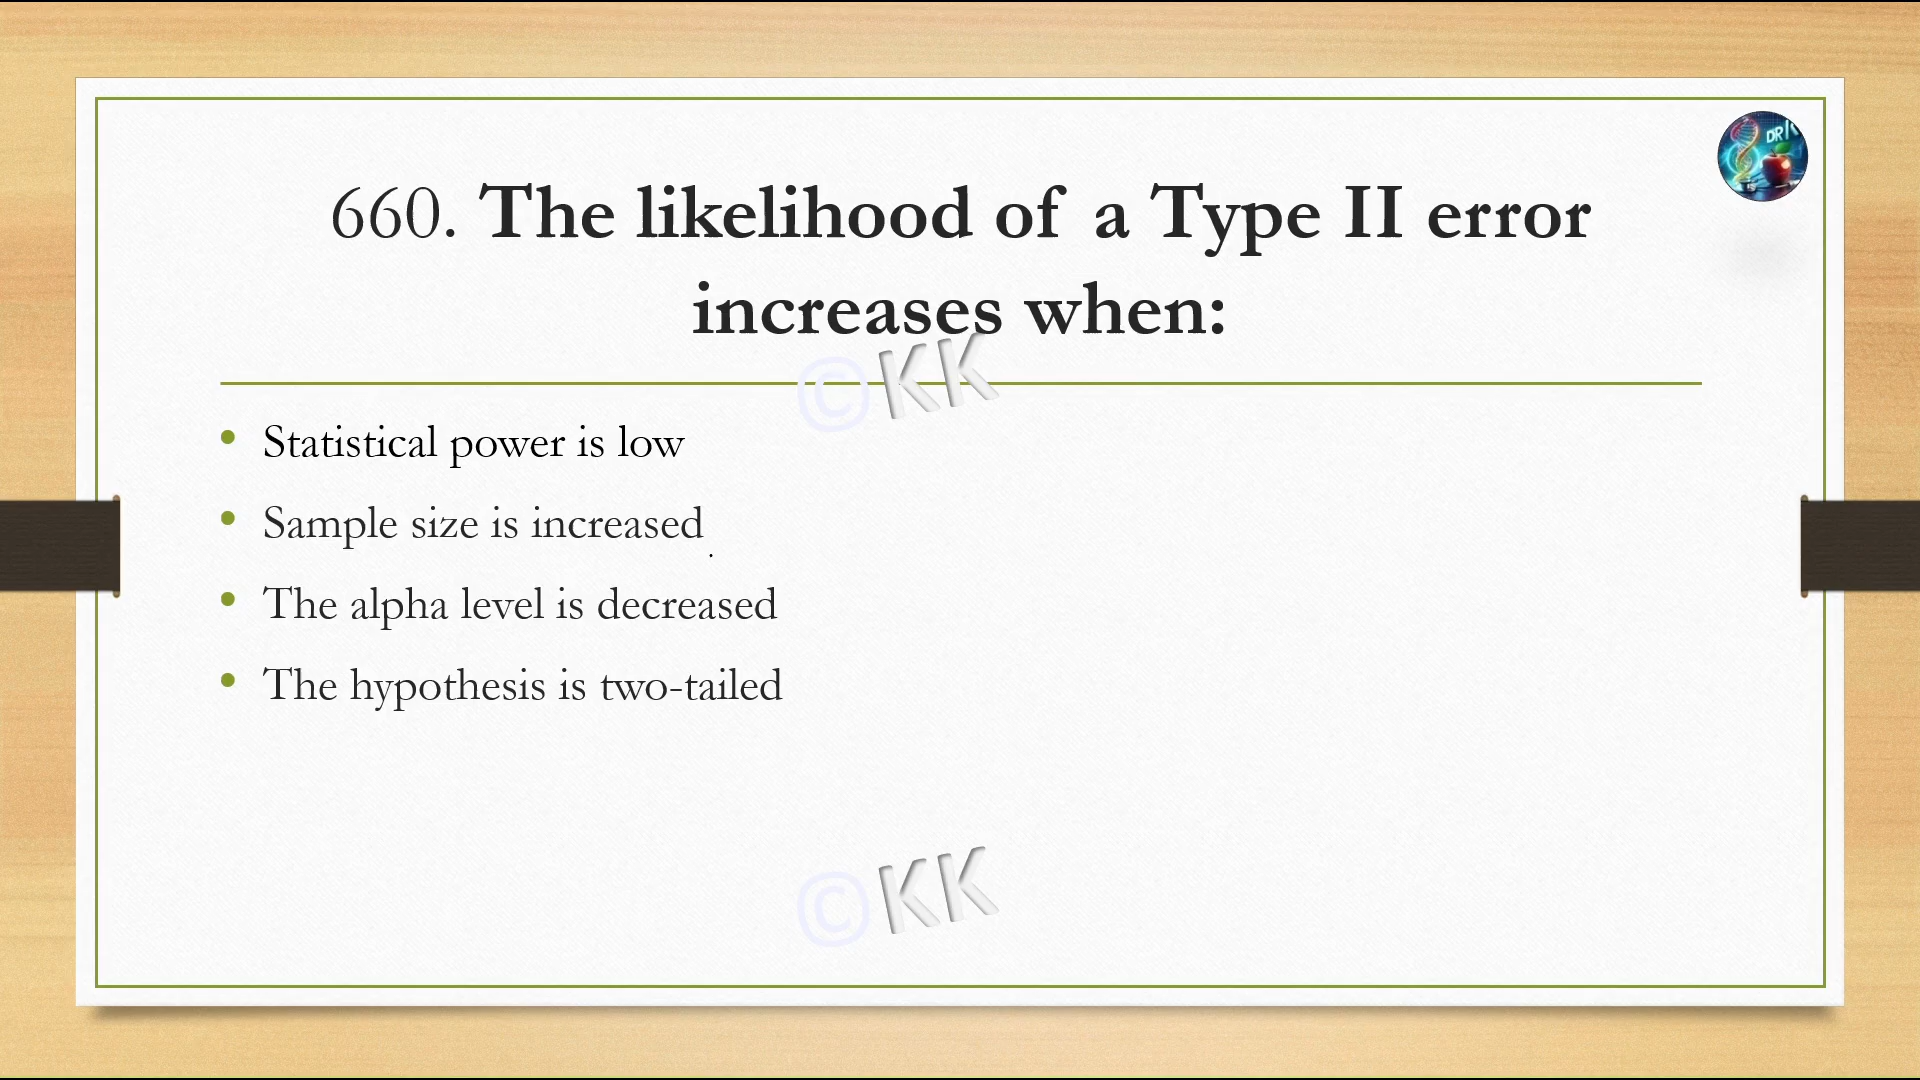 DR K
660. The likelihood of a Type II error
increases when:
©KK
• Statistical power is low
• Sample size is increased
• The alpha level is decreased
• The hypothesis is two-tailed
©KK